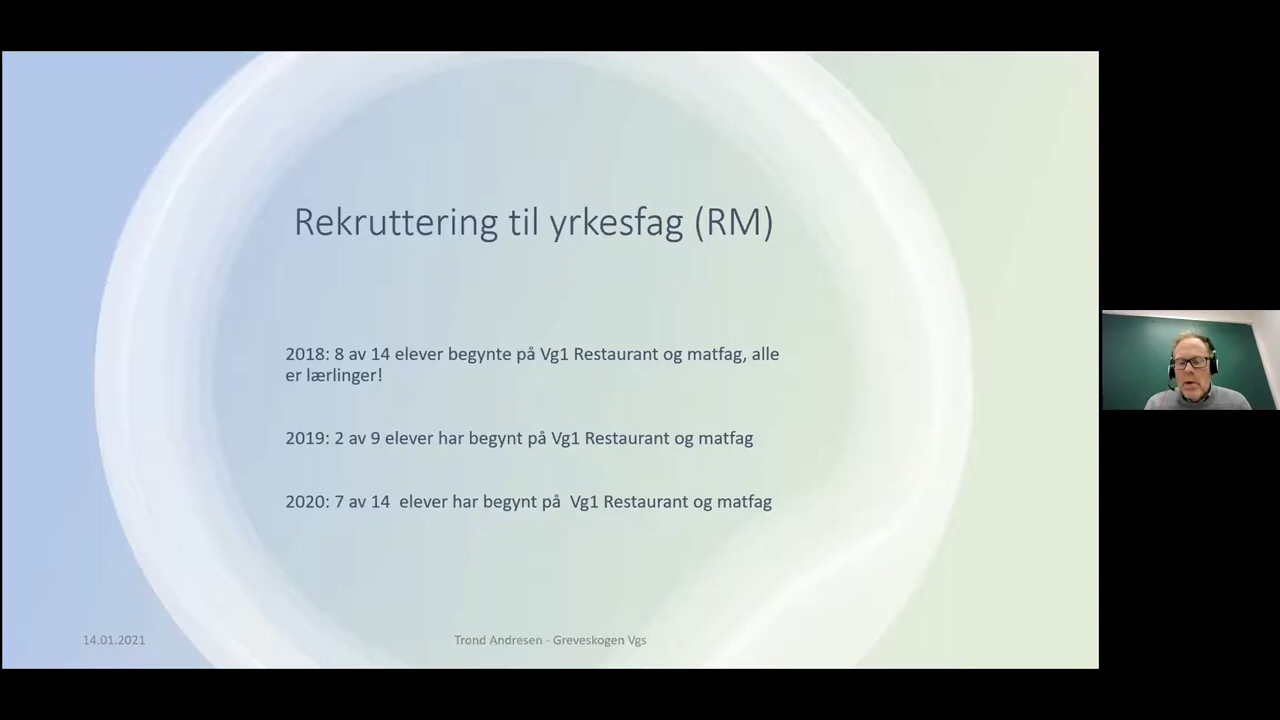 Rekruttering til yrkesfag (RM)
2018: 8 av 14 elever begynte på Vg1 Restaurant og matfag, alle
er lærlinger!
2019: 2 av 9 elever har begynt på Vg1 Restaurant og matfag
2020: 7 av 14  elever har begynt på  Vg1 Restaurant og matfag
14.01.2021
Trond Andresen - Greveskogen Vgs